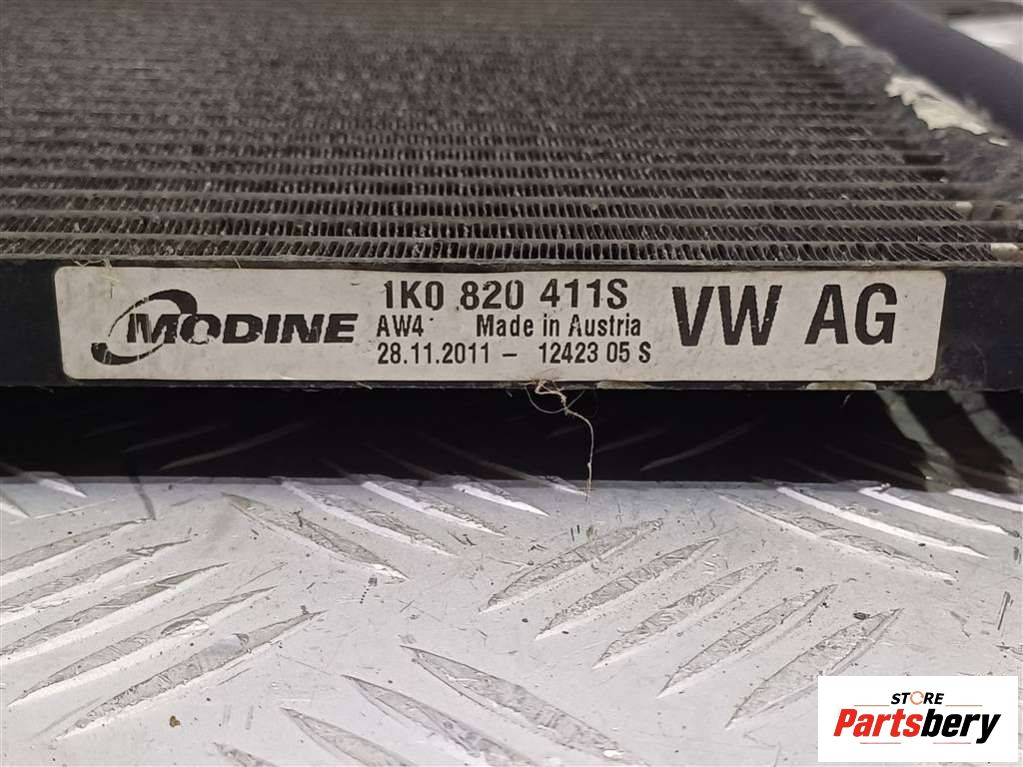 MODINE
1K0 820 411S
AW4 Made in Austria
28.11.2011 - 12423 05 S
VW AG
STORE
Partsbery